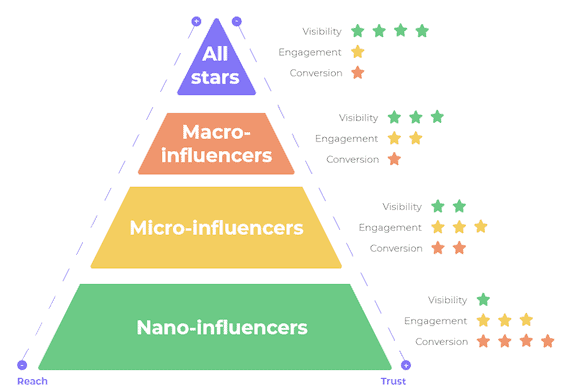 +
-
All
stars
Visibility
Engagement
Conversion
Macro-
influencers
Visibility
Engagement
Conversion
Micro-influencers
Visibility
Engagement
Conversion
Nano-influencers
Visibility
Engagement
Conversion
-
+
Reach
Trust